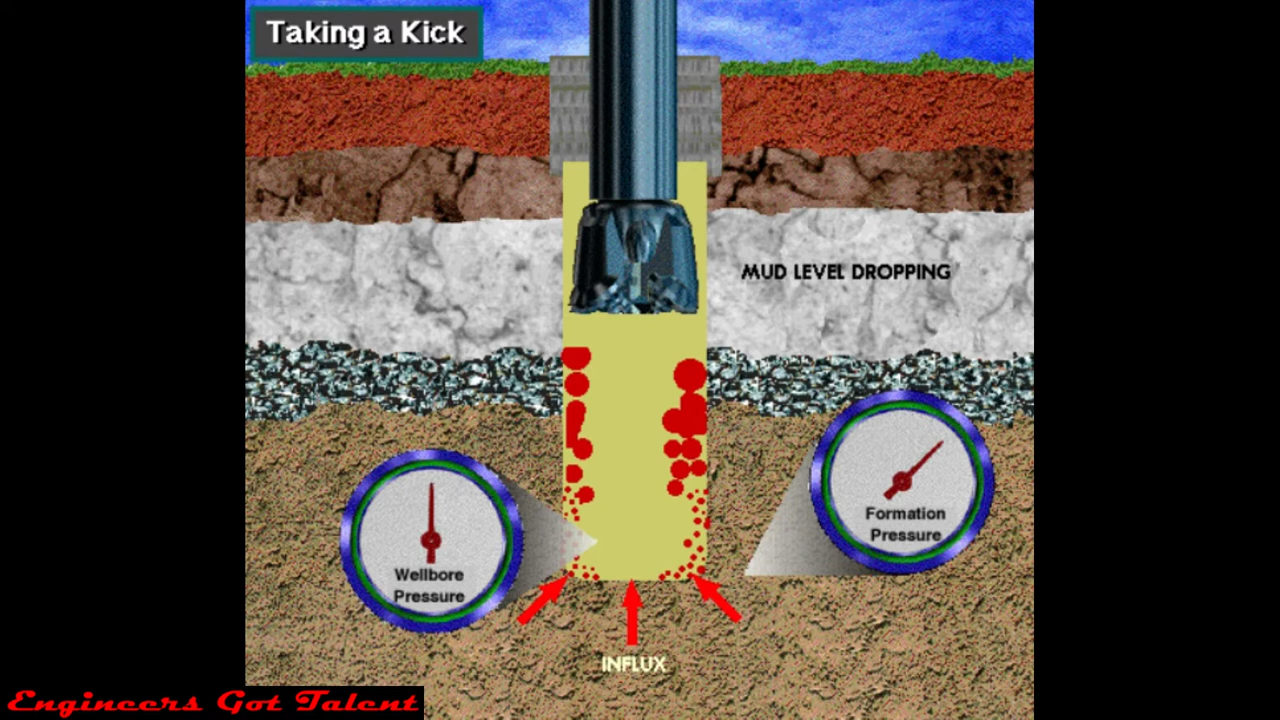 Taking a Kick
MUD LEVEL DROPPING
Formation
Pressure
Wellbore
Pressure
INFLUX
Engineers Got Talent